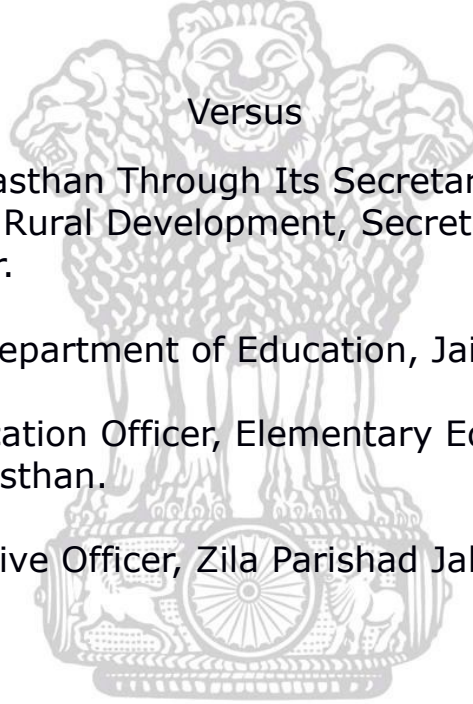 Versus
asthan Through Its Secretar
Rural Development, Secret
r.
epartment of Education, Jai
cation Officer, Elementary Ed
sthan.
ive Officer, Zila Parishad Jal